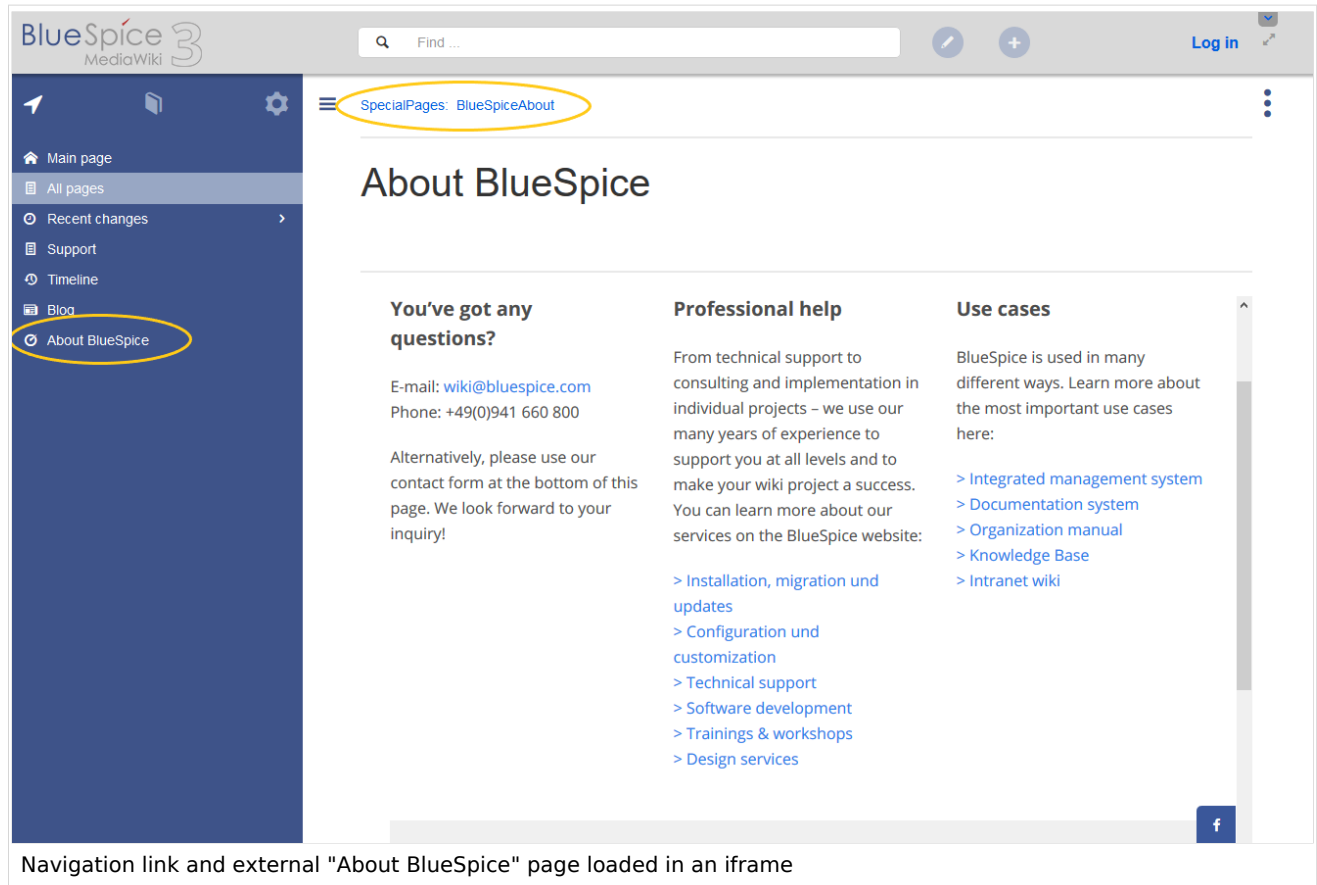 BlueSpice 3
MediaWiki
Find ...
Log in
SpecialPages: BlueSpiceAbout
Main page
All pages
Recent changes
Support
Timeline
Blog
About BlueSpice
About BlueSpice
You’ve got any
questions?
E-mail: wiki@bluespice.com
Phone: +49(0)941 660 800
Alternatively, please use our
contact form at the bottom of this
page. We look forward to your
inquiry!
Professional help
From technical support to
consulting and implementation in
individual projects – we use our
many years of experience to
support you at all levels and to
make your wiki project a success.
You can learn more about our
services on the BlueSpice website:
> Installation, migration und
updates
> Configuration und
customization
> Technical support
> Software development
> Trainings & workshops
> Design services
Use cases
BlueSpice is used in many
different ways. Learn more about
the most important use cases
here:
> Integrated management system
> Documentation system
> Organization manual
> Knowledge Base
> Intranet wiki
f
Navigation link and external "About BlueSpice" page loaded in an iframe